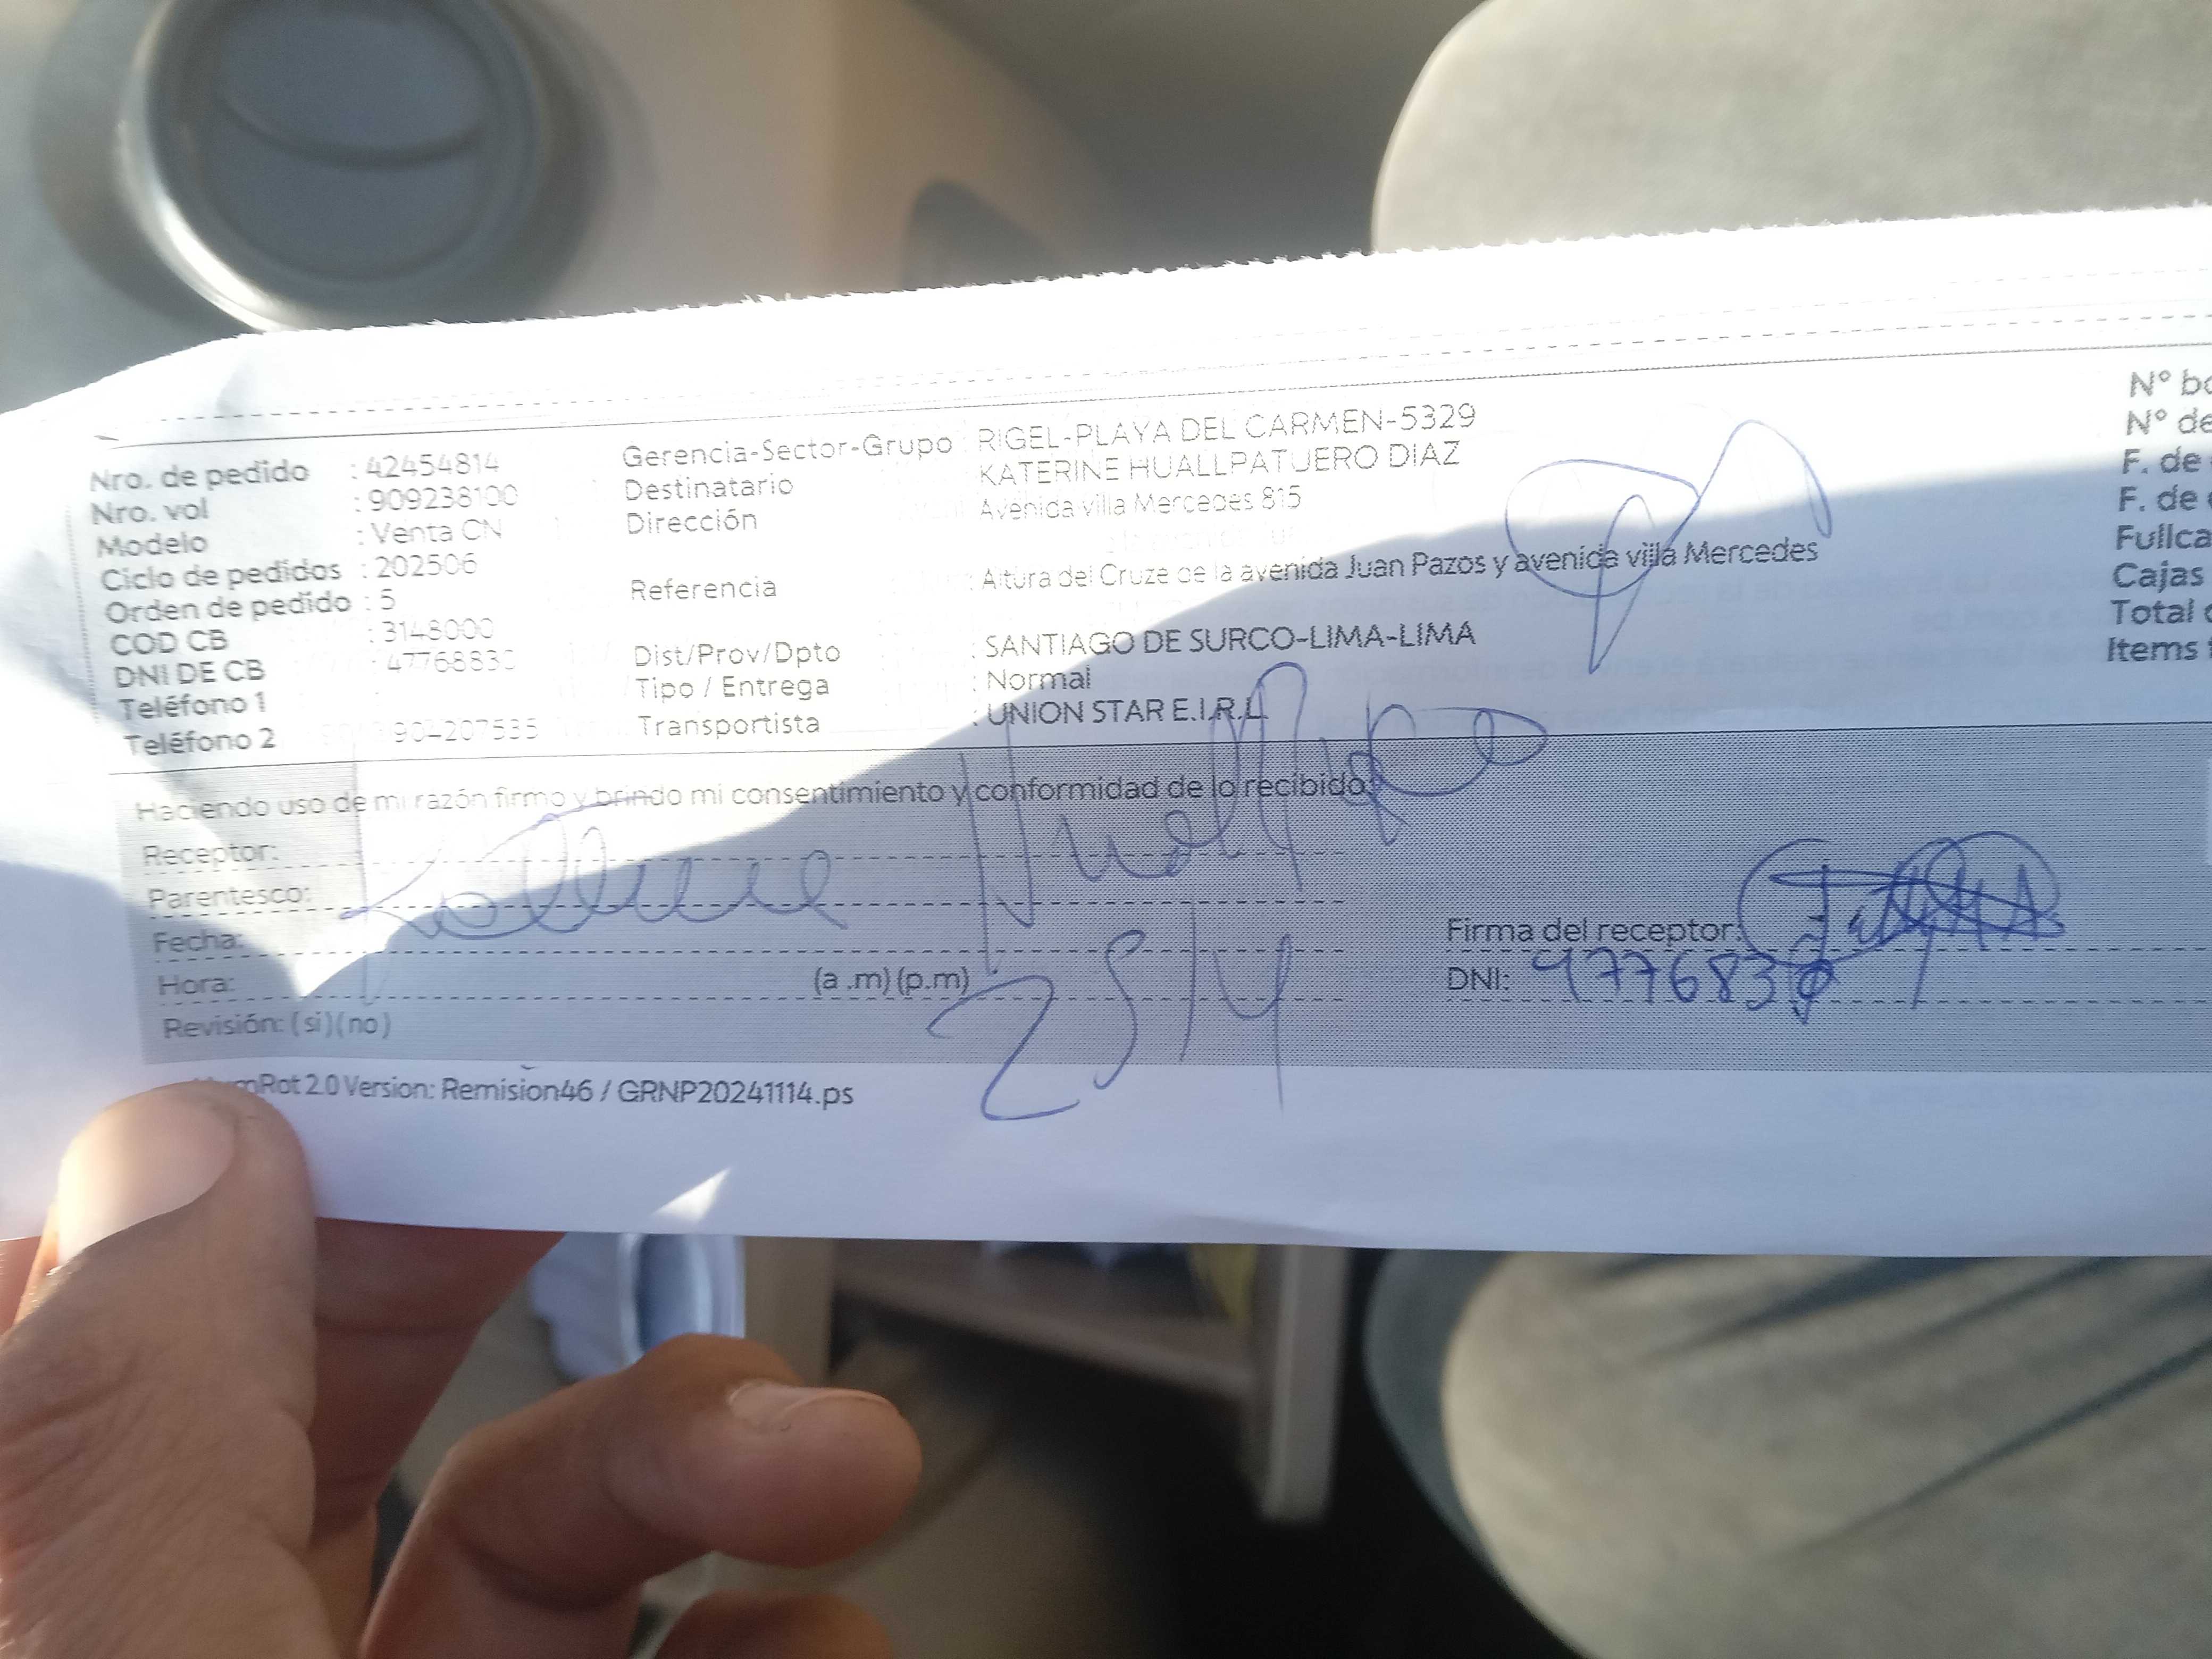 Nro. de pedido : 42454814
Nro. vol : 909238100
Modelo : Venta CN
Ciclo de pedidos : 202506
Orden de pedido : 5
COD CB : 3148000
DNI DE CB : 47768830
Teléfono 1 :
Teléfono 2
Gerencia-Sector-Grupo : RIGEL-PLAYA DEL CARMEN-5329
Destinatario KATERINE HUALLPATUERO DIAZ
Dirección Avenida villa Mercedes 815
Referencia : Altura del Cruze de la avenida Juan Pazos y avenida villa Mercedes
Dist/Prov/Dpto : SANTIAGO DE SURCO-LIMA-LIMA
Tipo / Entrega : Normal
Transportista : UNION STAR E.I.R.L
N°
N° de
F. de
F. de
Cajas
Total
Items
Haciendo uso de mi razón firmo y brindo mi consentimiento y conformidad de lo recibido.
Receptor:
Parentesco:
Fecha: 25/4
Hora: (a .m) (p.m)
Revisión: (si) (no)
Firma del receptor:
DNI: 47768830
2.0 Version: Remision46 / GRNP20241114.ps